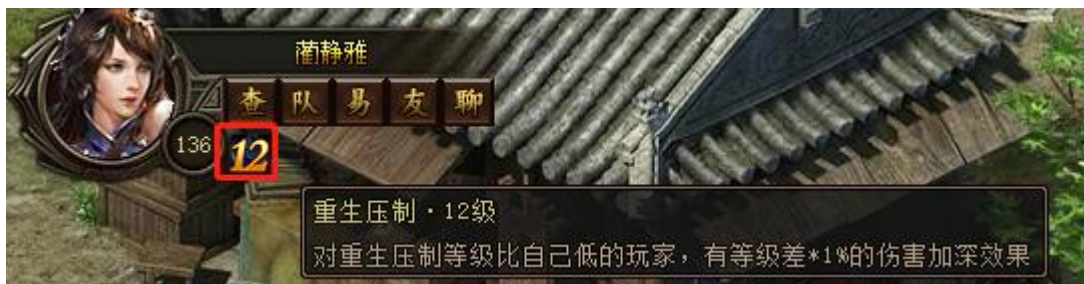 蔺静雅
查 队 易 友 聊
136 12
重生压制·12级
对重生压制等级比自己低的玩家，有等级差*1%的伤害加深效果